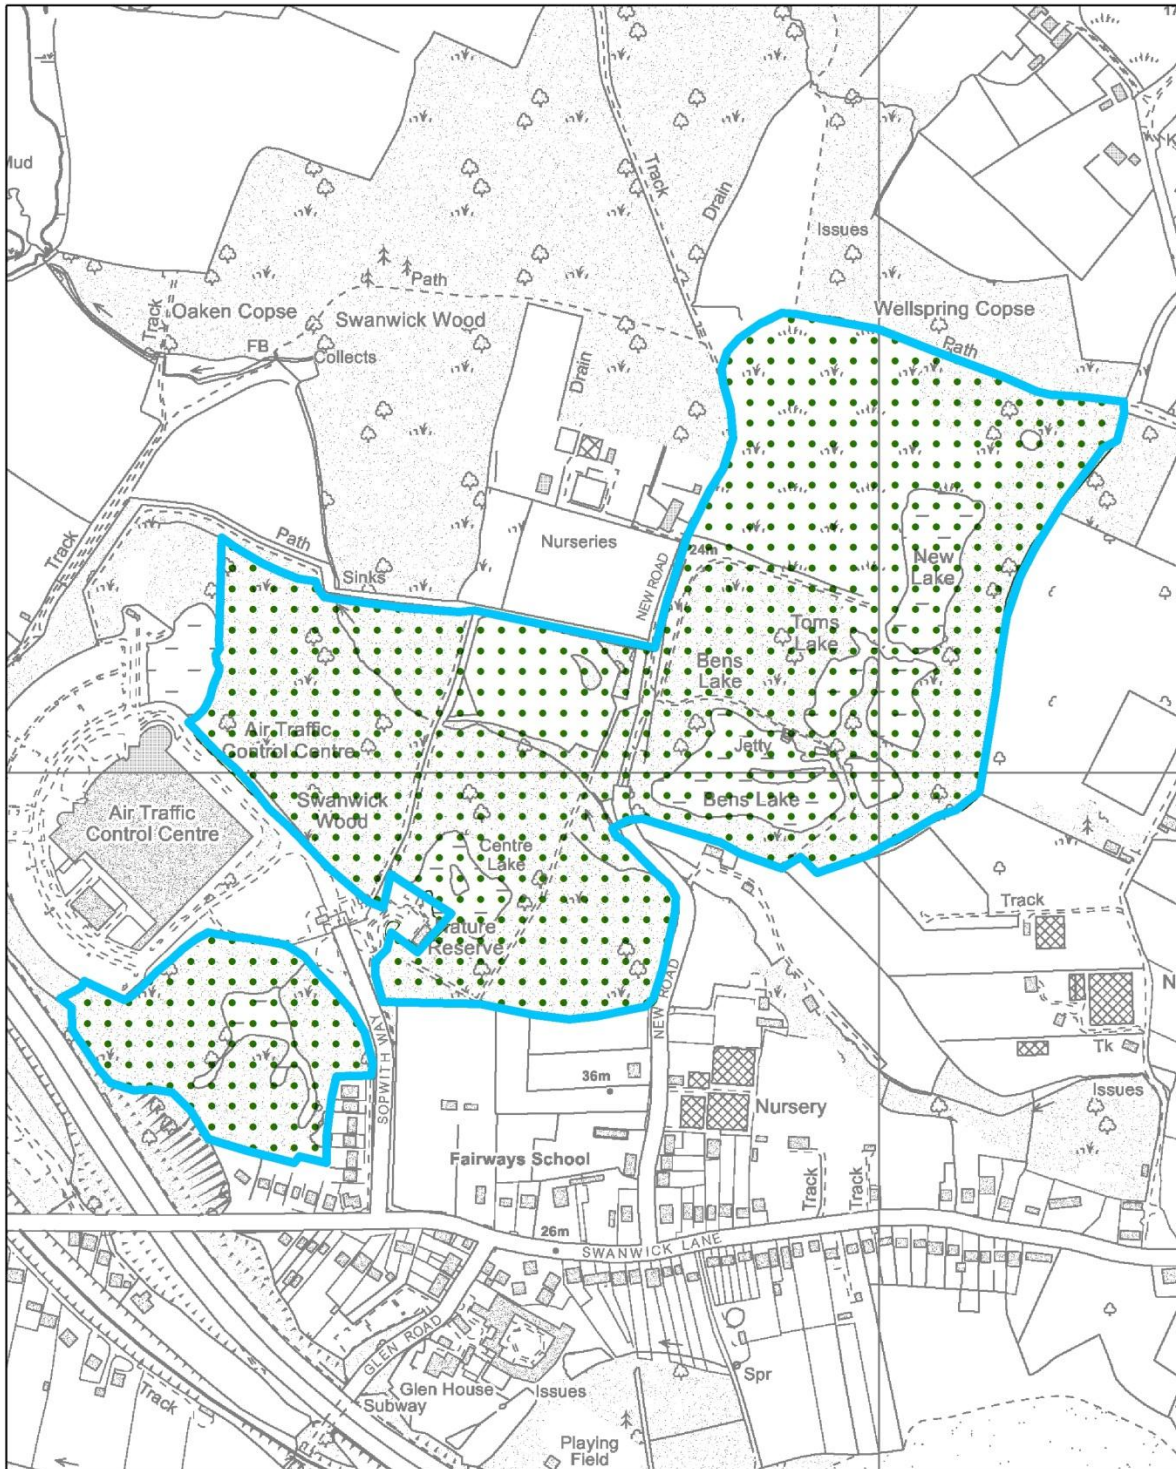 17
Mud
Track
Drain
Issues
Path
Track
Oaken Copse
Swanwick Wood
Wellspring Copse
Path
FB
Collects
Drain
Track
Path
Nurseries
24m
New
Lake
Sinks
NEW ROAD
Toms
Lake
Bens
Lake
Air Traffic
Control Centre
Jetty
Bens Lake
Swanwick
Wood
Air Traffic
Control Centre
Centre
Lake
Track
Nature
Reserve
NEW ROAD
N
SOPWITH WAY
Tk
36m
Issues
Nursery
Fairways School
Track
Track
26m
SWANWICK LANE
GLEN ROAD
Glen House
Issues
Spr
Subway
Track
Playing
Field